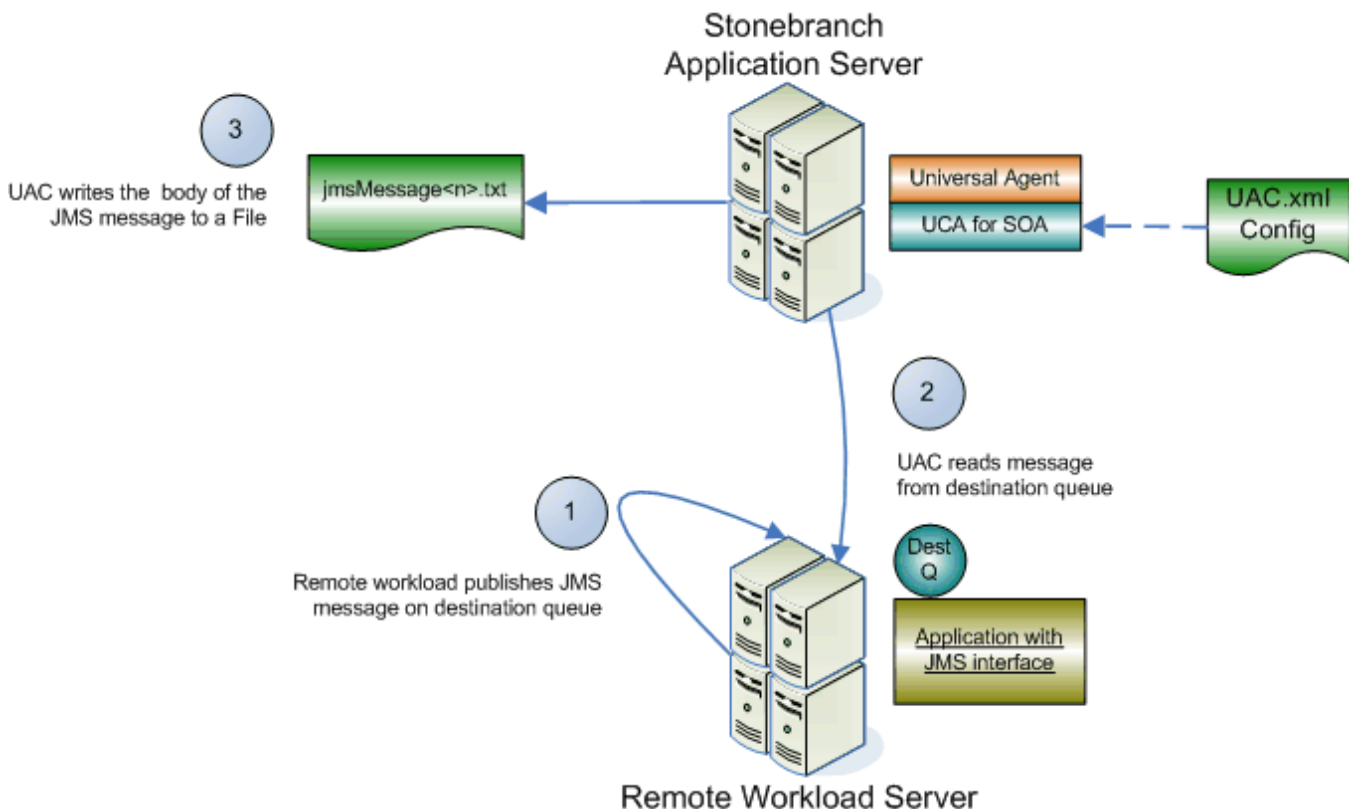 Stonebranch
Application Server
3
UAC writes the body of the
JMS message to a File
jmsMessage<n>.txt
Universal Agent
UCA for SOA
UAC.xml
Config
2
UAC reads message
from destination queue
1
Remote workload publishes JMS
message on destination queue
Dest
Q
Application with
JMS interface
Remote Workload Server